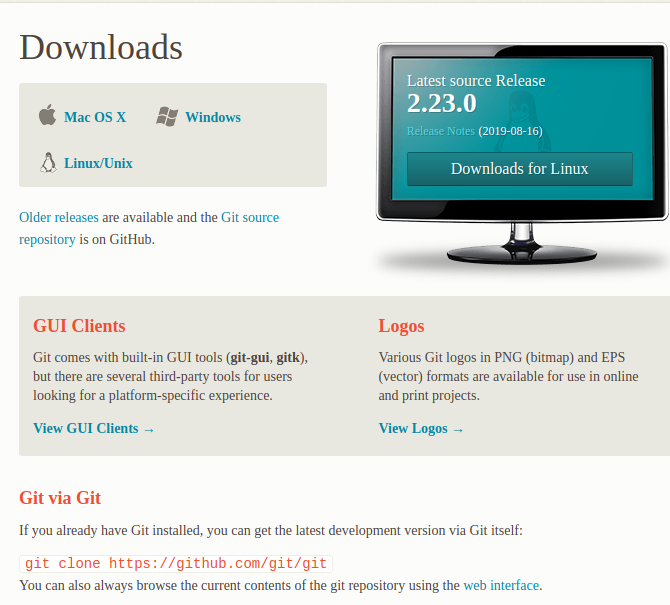 Downloads
Mac OS X
Windows
Linux/Unix
Older releases are available and the Git source
repository is on GitHub.
Latest source Release
2.23.0
Release Notes (2019-08-16)
Downloads for Linux
GUI Clients
Git comes with built-in GUI tools (git-gui, gitk),
but there are several third-party tools for users
looking for a platform-specific experience.
View GUI Clients →
Logos
Various Git logos in PNG (bitmap) and EPS
(vector) formats are available for use in online
and print projects.
View Logos →
Git via Git
If you already have Git installed, you can get the latest development version via Git itself:
git clone https://github.com/git/git
You can also always browse the current contents of the git repository using the web interface.